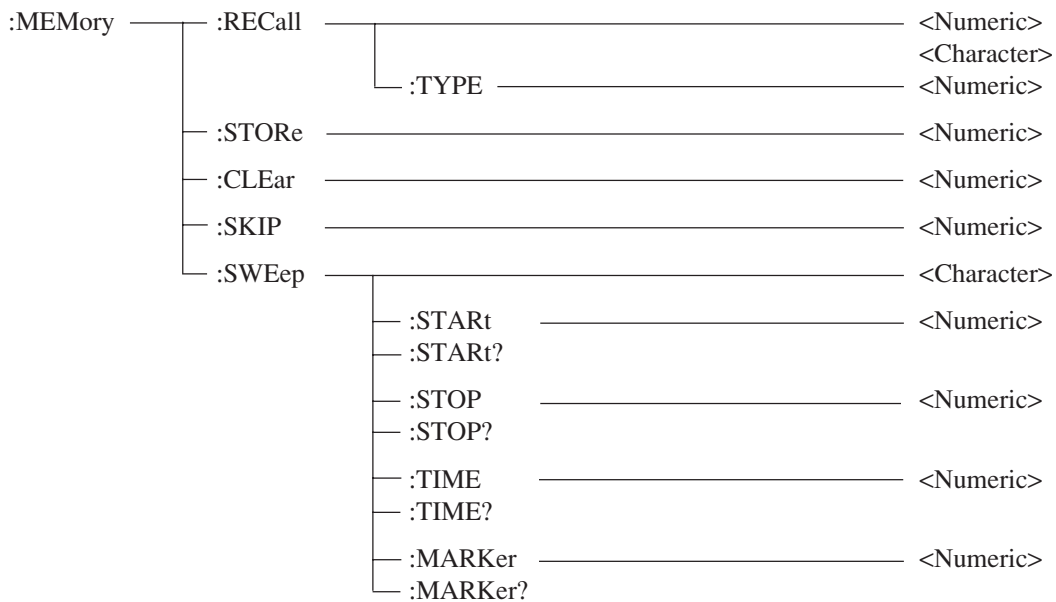 :MEMory :RECall <Numeric>
<Character>
:TYPE <Numeric>
:STORe <Numeric>
:CLEar <Numeric>
:SKIP <Numeric>
:SWEep <Character>
:STARt <Numeric>
:STARt?
:STOP <Numeric>
:STOP?
:TIME <Numeric>
:TIME?
:MARKer <Numeric>
:MARKer?